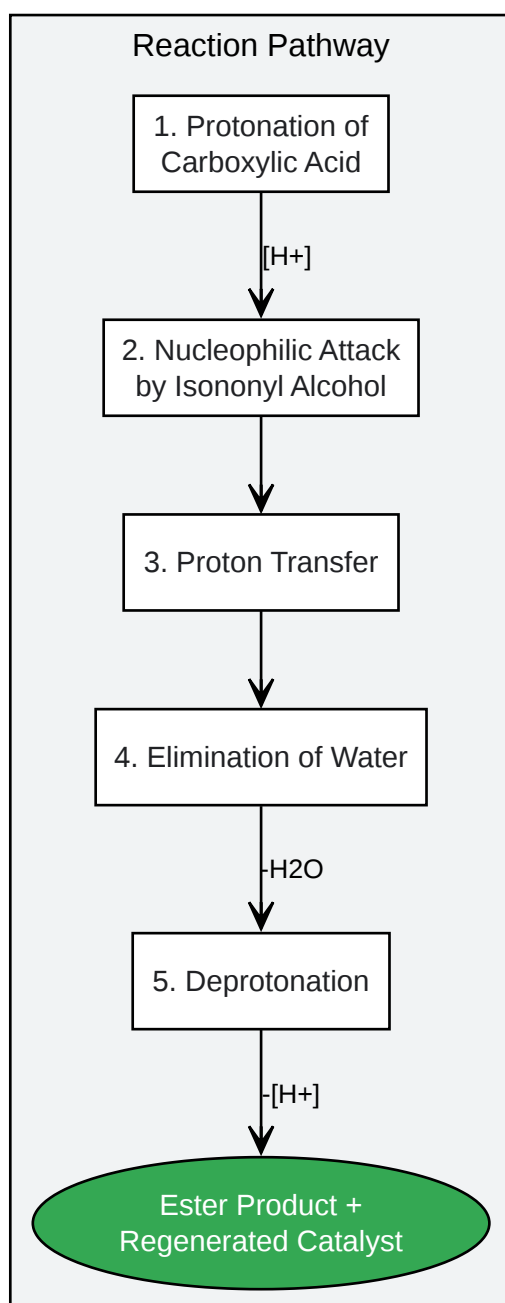 Reaction Pathway
1. Protonation of
Carboxylic Acid
[H+]
2. Nucleophilic Attack
by Isononyl Alcohol
3. Proton Transfer
4. Elimination of Water
-H2O
5. Deprotonation
-[H+]
Ester Product +
Regenerated Catalyst